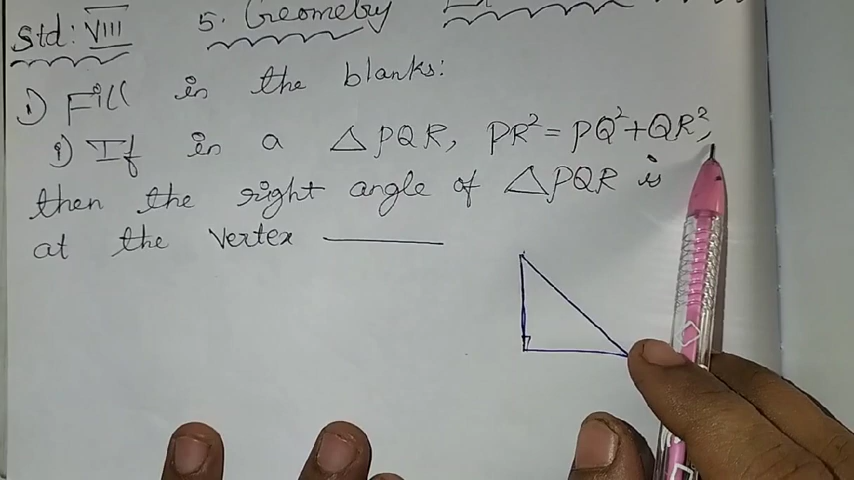 Std: VIII 5. Geometry
1) Fill in the blanks:
i) If in a △PQR, PR² = PQ² + QR²,
then the right angle of △PQR is
at the vertex ______